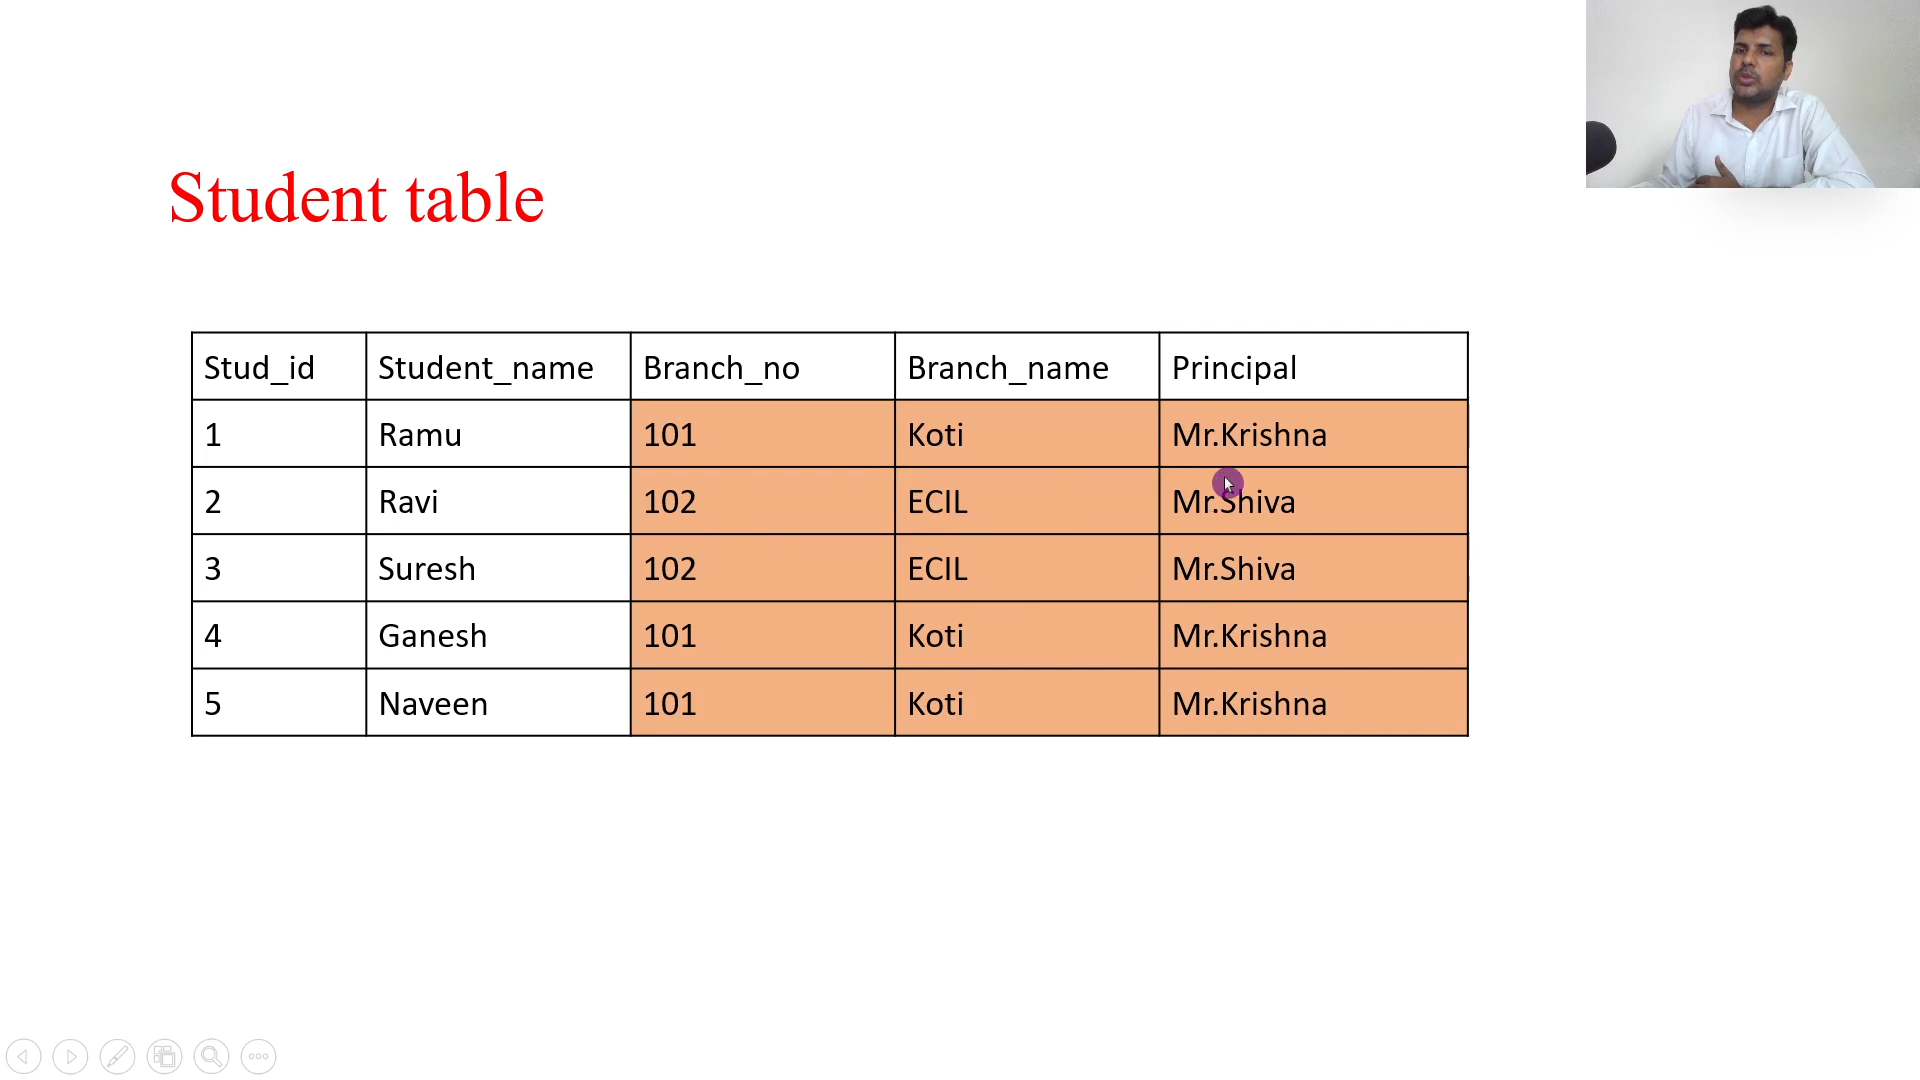 Student table
Stud_id Student_name Branch_no Branch_name Principal
1 Ramu 101 Koti Mr.Krishna
2 Ravi 102 ECIL Mr.Shiva
3 Suresh 102 ECIL Mr.Shiva
4 Ganesh 101 Koti Mr.Krishna
5 Naveen 101 Koti Mr.Krishna